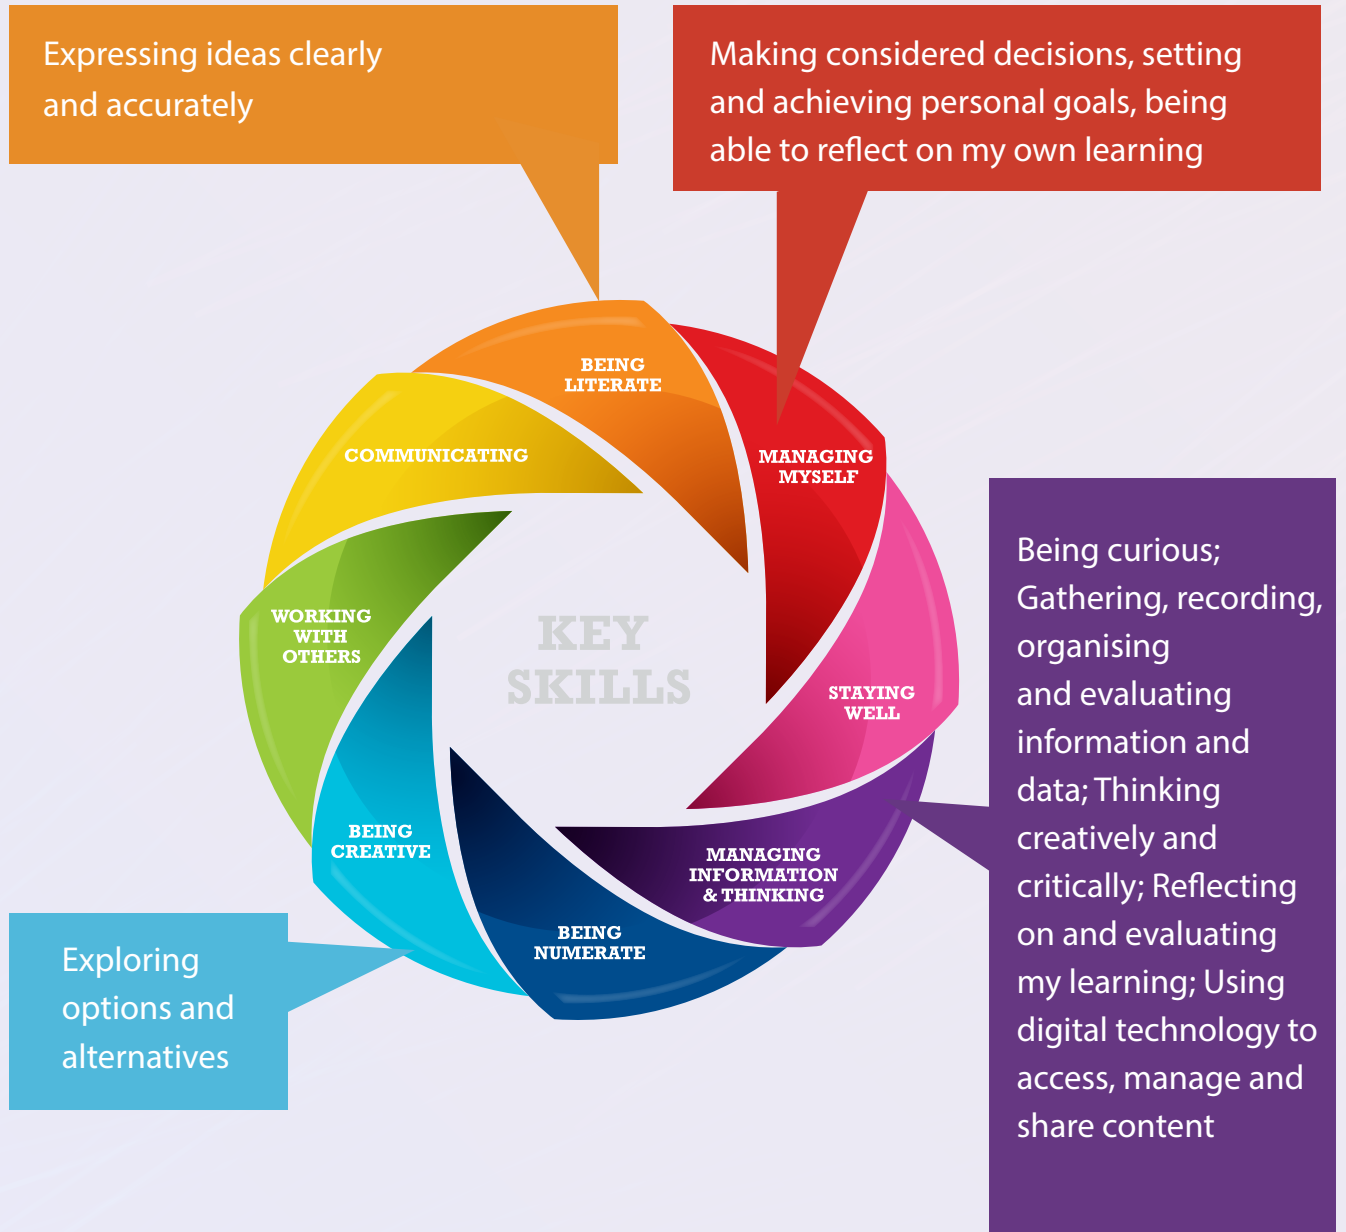 Expressing ideas clearly
and accurately
Making considered decisions, setting
and achieving personal goals, being
able to reflect on my own learning
BEING
LITERATE
MANAGING
MYSELF
COMMUNICATING
STAYING
WELL
WORKING
WITH
OTHERS
KEY
SKILLS
BEING
CREATIVE
MANAGING
INFORMATION
& THINKING
BEING
NUMERATE
Being curious;
Gathering, recording,
organising
and evaluating
information and
data; Thinking
creatively and
critically; Reflecting
on and evaluating
my learning; Using
digital technology to
access, manage and
share content
Exploring
options and
alternatives